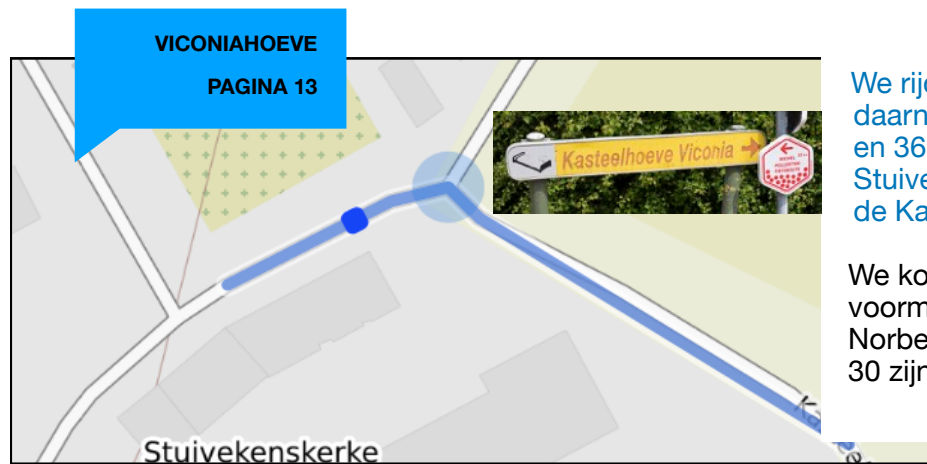 VICONIAHOEVE
PAGINA 13
Kasteelhoeve Viconia
We rij
daarn
en 36
Stuive
de Ka
We ko
voorm
Norbe
30 zijn
Stuivekenskerke